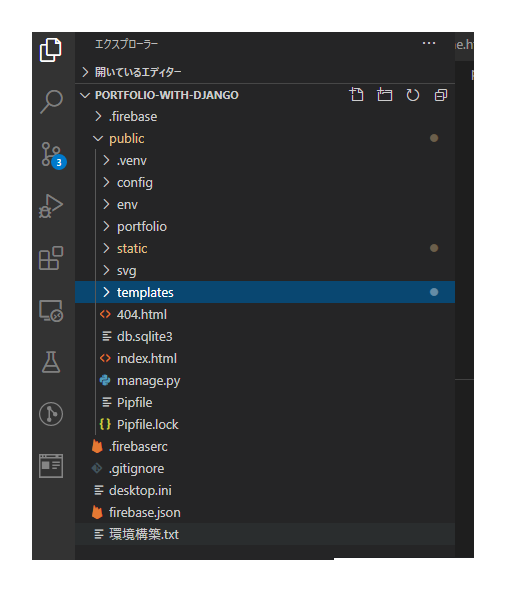 エクスプローラー
開いているエディター
PORTFOLIO-WITH-DJANGO
.firebase
public
.venv
config
env
portfolio
static
svg
templates
404.html
db.sqlite3
index.html
manage.py
Pipfile
Pipfile.lock
.firebaserc
.gitignore
desktop.ini
firebase.json
環境構築.txt
3